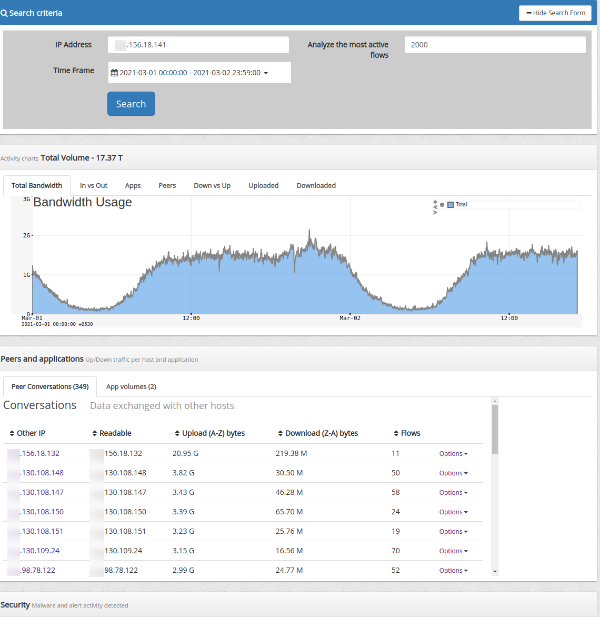 Search criteria
Hide Search Form
IP Address
.156.18.141
Analyze the most active flows
2000
Time Frame
2021-03-01 00:00:00 - 2021-03-02 23:59:00
Search
Activity charts Total Volume - 17.37 T
Total Bandwidth In vs Out Apps Peers Down vs Up Uploaded Downloaded
Bandwidth Usage
Total
3G
2G
1G
0
Mar-01 12:00 Mar-02 12:00
2021-03-01 00:00:00 +0530
Peers and applications Up/Down traffic per host and application
Peer Conversations (349) App volumes (2)
Conversations Data exchanged with other hosts
Other IP Readable Upload (A-Z) bytes Download (Z-A) bytes Flows
.156.18.132 156.18.132 20.95 G 219.38 M 11 Options
.130.108.148 130.108.148 3.82 G 30.50 M 50 Options
.130.108.147 130.108.147 3.43 G 46.28 M 58 Options
.130.108.150 130.108.150 3.39 G 65.70 M 24 Options
.130.108.151 130.108.151 3.23 G 25.76 M 19 Options
.130.109.24 130.109.24 3.15 G 16.56 M 70 Options
.98.78.122 98.78.122 2.99 G 24.77 M 52 Options
Security Malware and alert activity detected